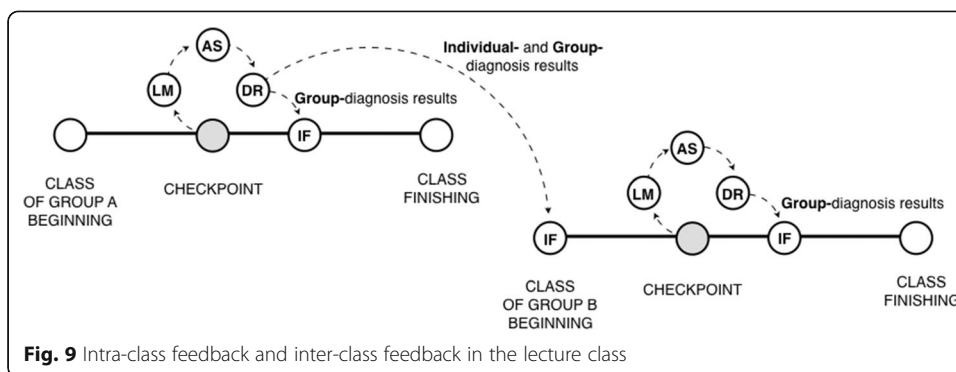 AS
Individual- and Group-
diagnosis results
LM
DR
Group-diagnosis results
IF
CLASS
OF GROUP A
BEGINNING
CHECKPOINT
CLASS
FINISHING
AS
LM
DR
Group-diagnosis results
IF
IF
CLASS
OF GROUP B
BEGINNING
CHECKPOINT
CLASS
FINISHING
Fig. 9 Intra-class feedback and inter-class feedback in the lecture class